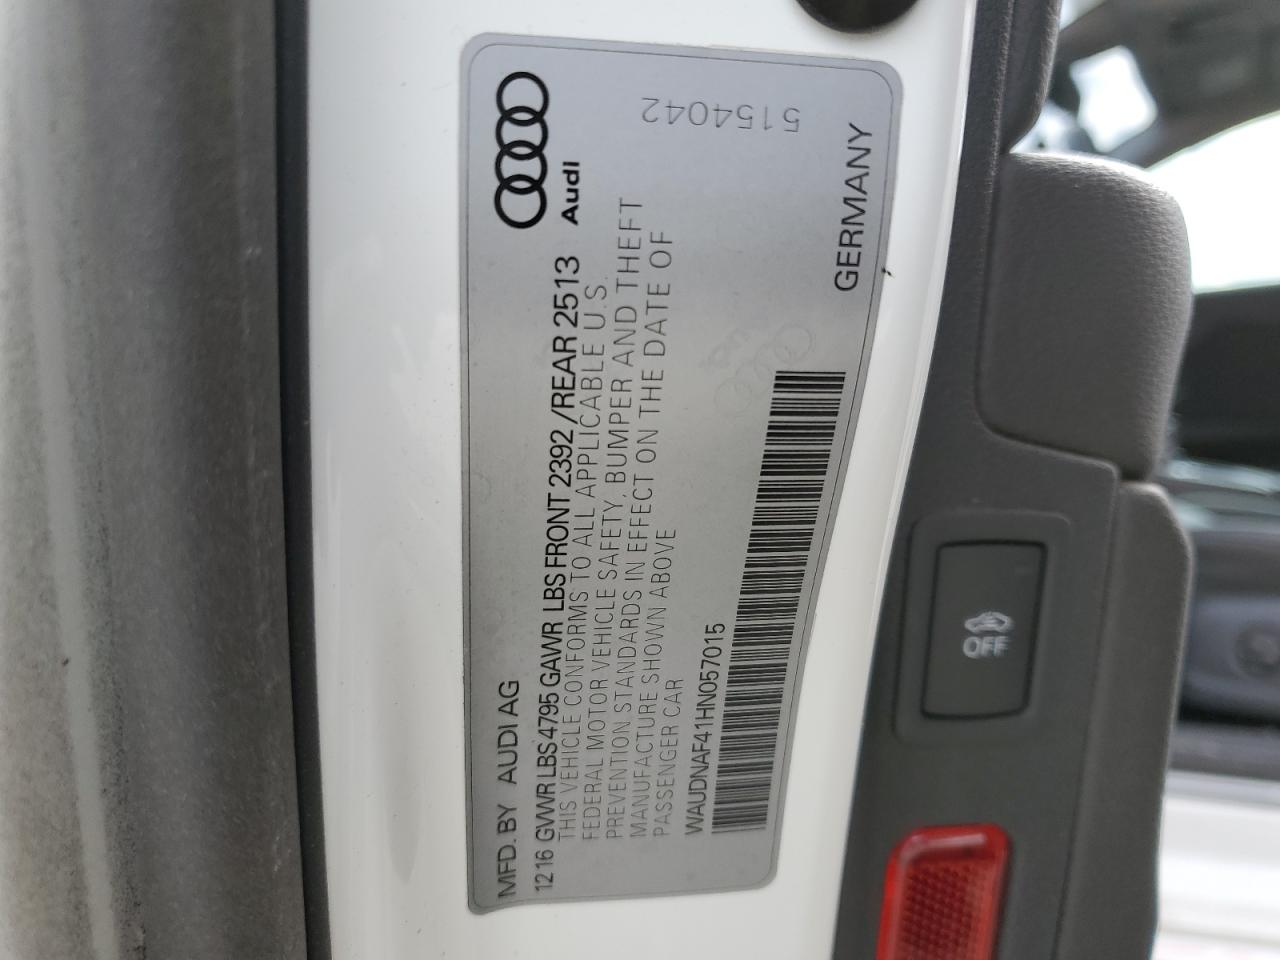 MFD. BY AUDI AG
Audi
12 16 GVWR LBS 4795 GAWR LBS FRONT 2392 /REAR 2513
THIS VEHICLE CONFORMS TO ALL APPLICABLE U.S.
FEDERAL MOTOR VEHICLE SAFETY, BUMPER AND THEFT
PREVENTION STANDARDS IN EFFECT ON THE DATE OF
MANUFACTURE SHOWN ABOVE
PASSENGER CAR
WAUDNAF41HN057015
GERMANY
5154042
OFF